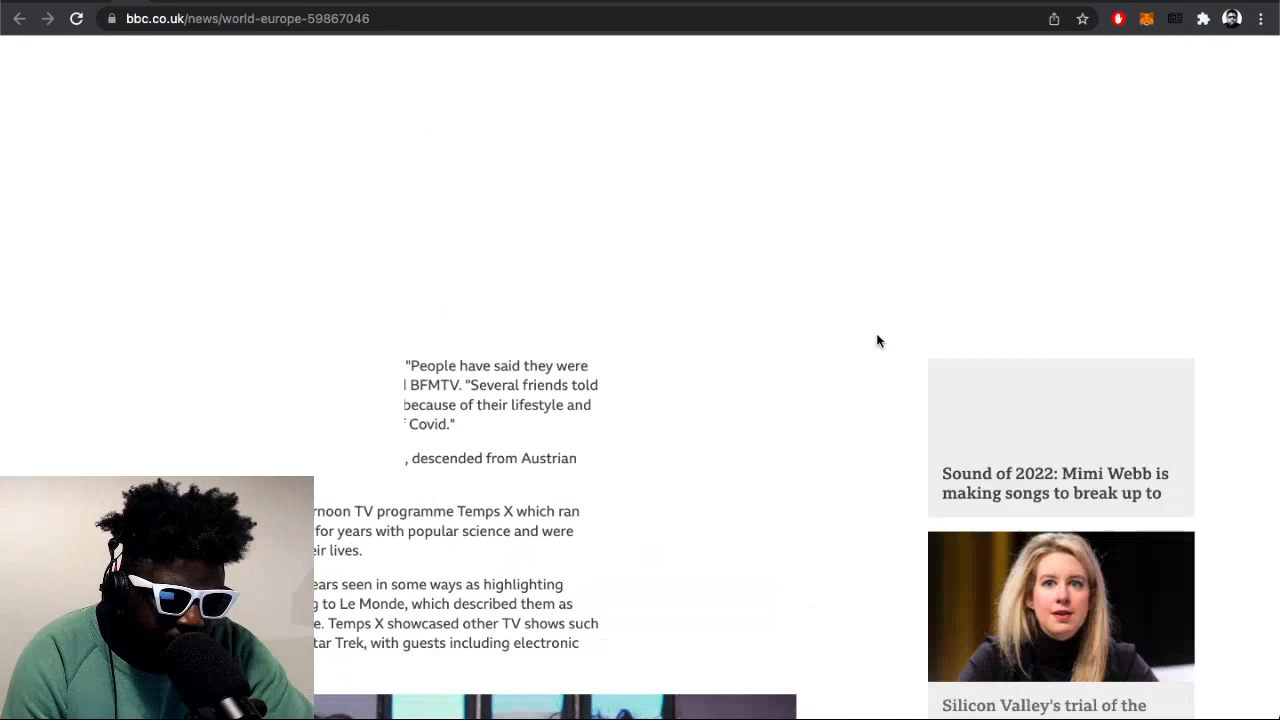 bbc.co.uk/news/world-europe-59867046
"People have said they were
BFMTV. "Several friends told
because of their lifestyle and
Covid."
, descended from Austrian
TV programme Temps X which ran
for years with popular science and were
lives.
seen in some ways as highlighting
to Le Monde, which described them as
Temps X showcased other TV shows such
Trek, with guests including electronic
Sound of 2022: Mimi Webb is
making songs to break up to
Silicon Valley's trial of the